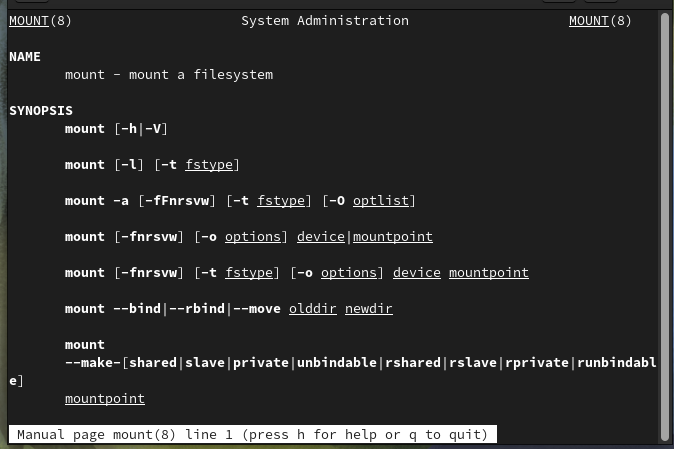 MOUNT(8) System Administration MOUNT(8)
NAME
mount - mount a filesystem
SYNOPSIS
mount [-h|-V]
mount [-l] [-t fstype]
mount -a [-fFnrsvw] [-t fstype] [-O optlist]
mount [-fnrsvw] [-o options] device|mountpoint
mount [-fnrsvw] [-t fstype] [-o options] device mountpoint
mount --bind|--rbind|--move olddir newdir
mount
--make-[shared|slave|private|unbindable|rshared|rslave|rprivate|runbindabl
e]
mountpoint
Manual page mount(8) line 1 (press h for help or q to quit)